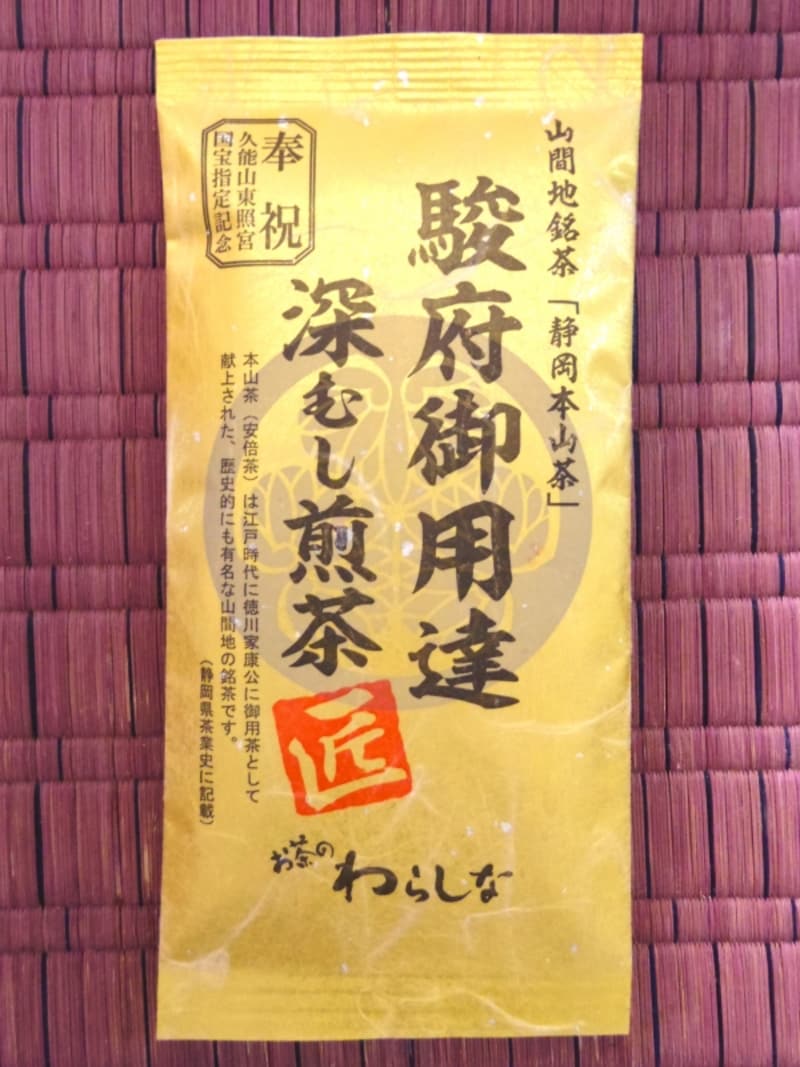 山間地銘茶「静岡本山茶」
駿府御用達
深むし煎茶
匠
奉祝
久能山東照宮
国宝指定記念
本山茶（安倍茶）は江戸時代に徳川家康公に御用茶として
献上された、歴史的にも有名な山間地の銘茶です。
（静岡県茶業史に記載）
お茶の
わらしな